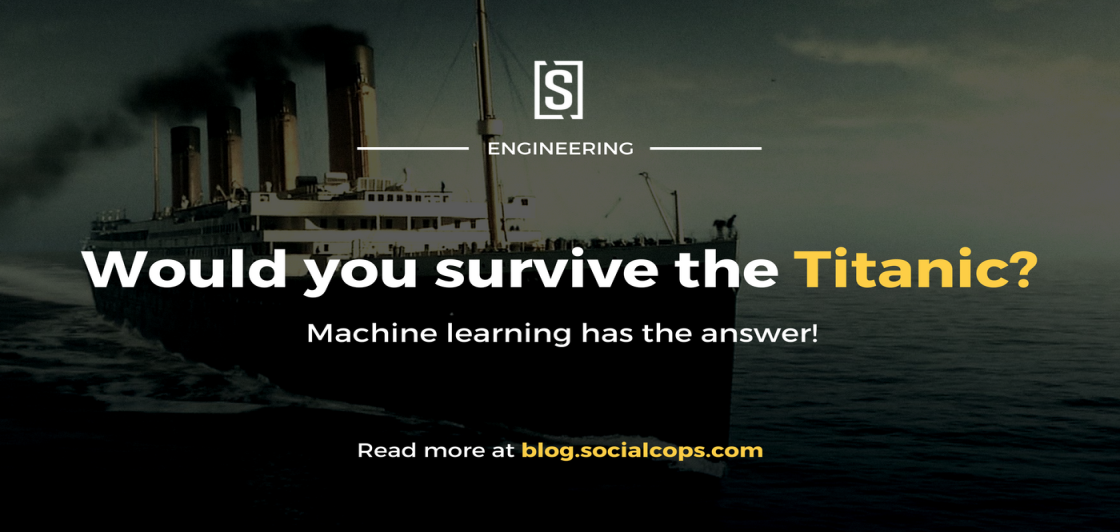 [S]
ENGINEERING
Would you survive the Titanic?
Machine learning has the answer!
Read more at blog.socialcops.com